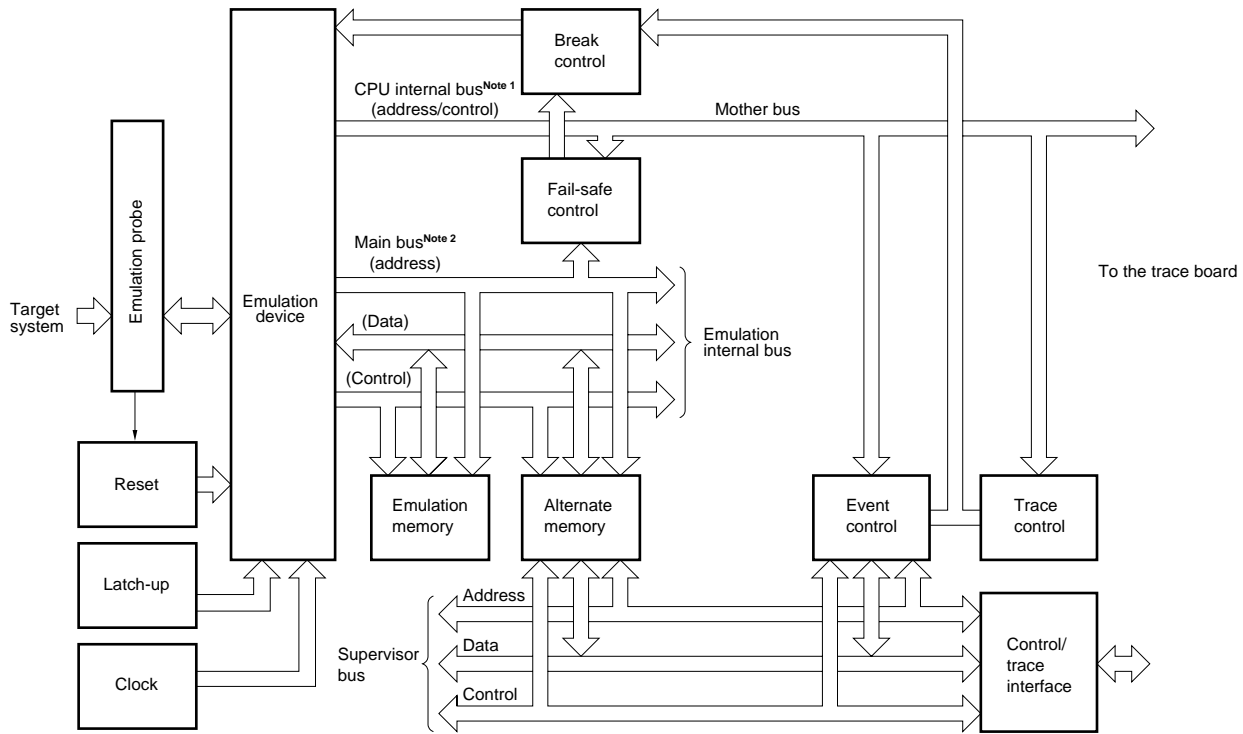 Break
control
CPU internal bus Note 1
(address/control)
Mother bus
Fail-safe
control
Emulation probe
Main bus Note 2
(address)
To the trace board
Target
system
Emulation
device
(Data)
Emulation
internal bus
(Control)
Reset
Emulation
memory
Alternate
memory
Event
control
Trace
control
Latch-up
Address
Supervisor
bus
Data
Control/
trace
interface
Clock
Control